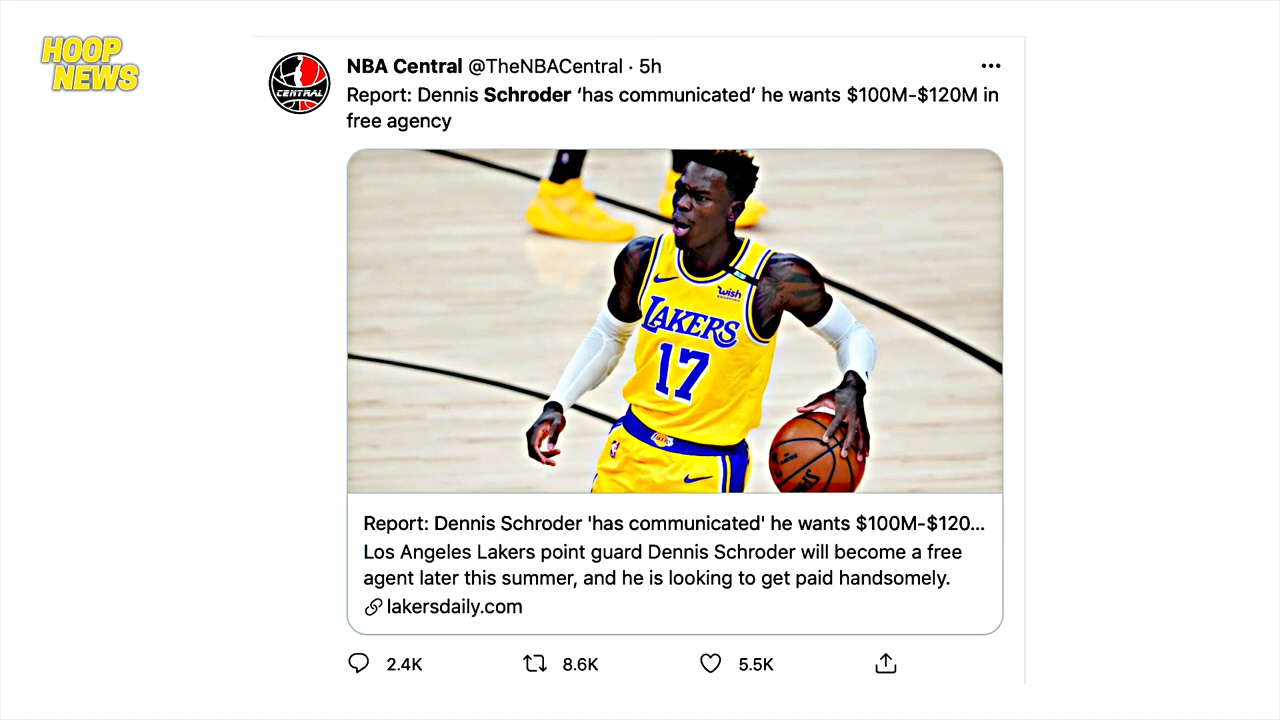 HOOP
NEWS
NBA Central @TheNBACentral · 5h
CENTRAL
Report: Dennis Schroder ‘has communicated’ he wants $100M-$120M in
free agency
wish
LAKERS
17
Report: Dennis Schroder 'has communicated' he wants $100M-$120...
Los Angeles Lakers point guard Dennis Schroder will become a free
agent later this summer, and he is looking to get paid handsomely.
lakersdaily.com
2.4K 8.6K 5.5K